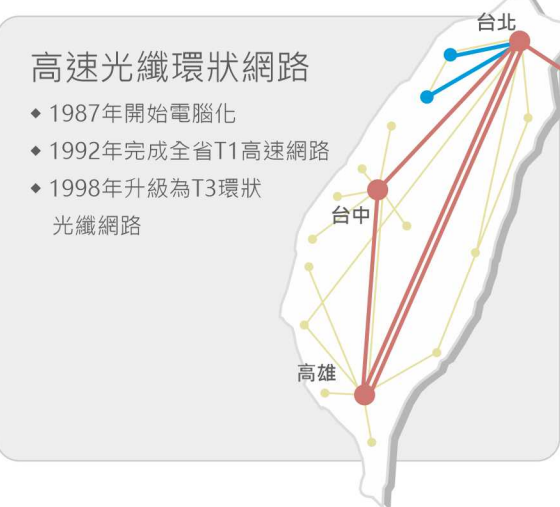 台北
高速光纖環狀網路
◆ 1987年開始電腦化
◆ 1992年完成全省T1高速網路
◆ 1998年升級為T3環狀
光纖網路
台中
高雄